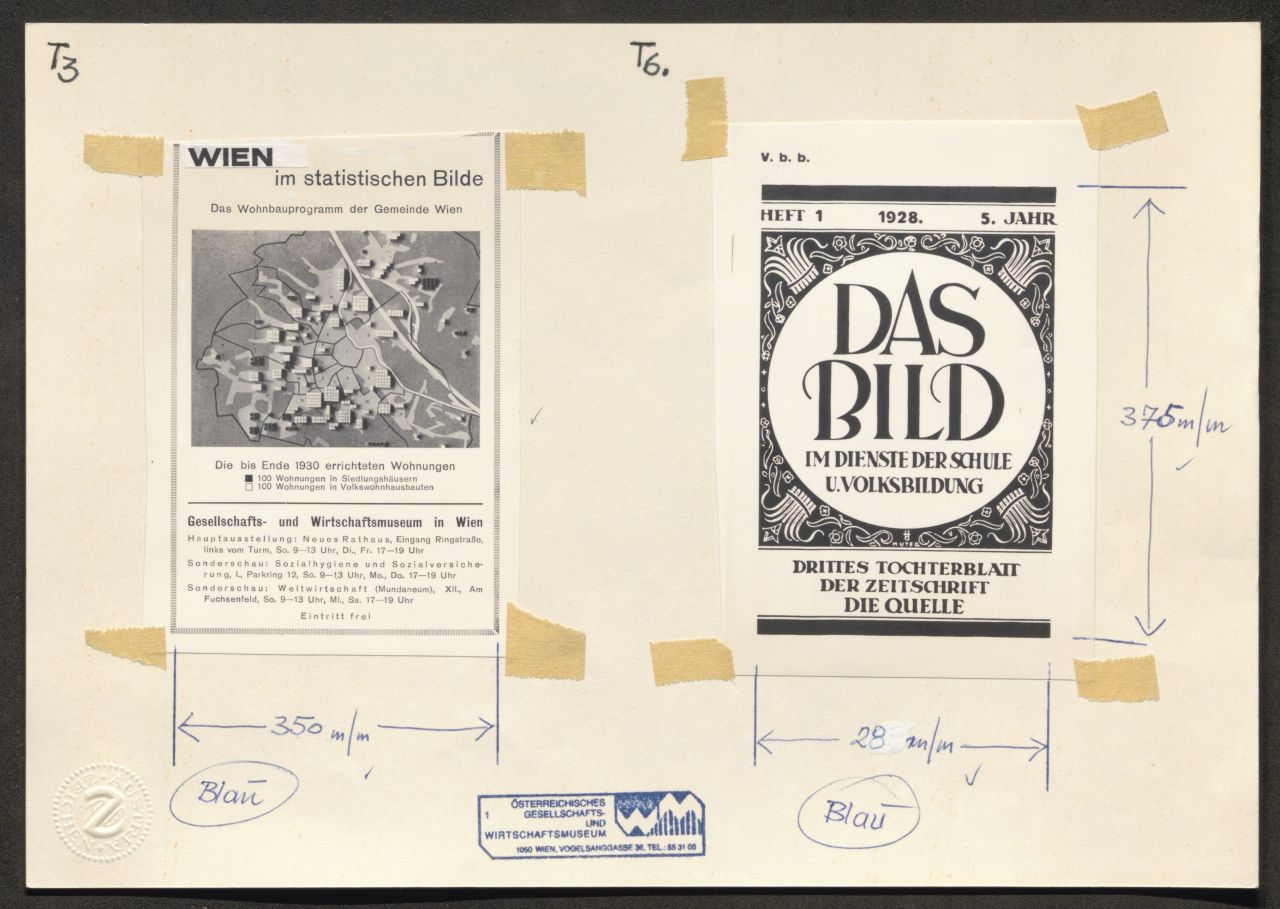 T3
WIEN
im statistischen Bilde
Das Wohnbauprogramm der Gemeinde Wien
Die bis Ende 1930 errichteten Wohnungen
100 Wohnungen in Siedlungshäusern
100 Wohnungen in Volkswohnhausbauten
Gesellschafts- und Wirtschaftsmuseum in Wien
Hauptausstellung: Neues Rathaus, Eingang Ringstraße,
links vom Turm, So. 9—13 Uhr, Di., Fr. 17—19 Uhr
Sonderschau: Sozialhygiene und Sozialversiche-
rung, I., Parkring 12, So. 9—13 Uhr, Mo., Do. 17—19 Uhr
Sonderschau: Weltwirtschaft (Mundaneum), XII., Am
Fuchsenfeld, So. 9—13 Uhr, Mi., Sa. 17—19 Uhr
Eintritt frei
350 m/m
Blau
T6.
V. b. b.
HEFT 1 1928. 5. JAHR
DAS
BILD
IM DIENSTE DER SCHULE
U. VOLKSBILDUNG
DRITTES TOCHTERBLATT
DER ZEITSCHRIFT
DIE QUELLE
375 m/m
28 m/m
Blau
1
ÖSTERREICHISCHES
GESELLSCHAFTS-
UND
WIRTSCHAFTSMUSEUM
1050 WIEN, VOGELSANGGASSE 36, TEL.: 55 31 05